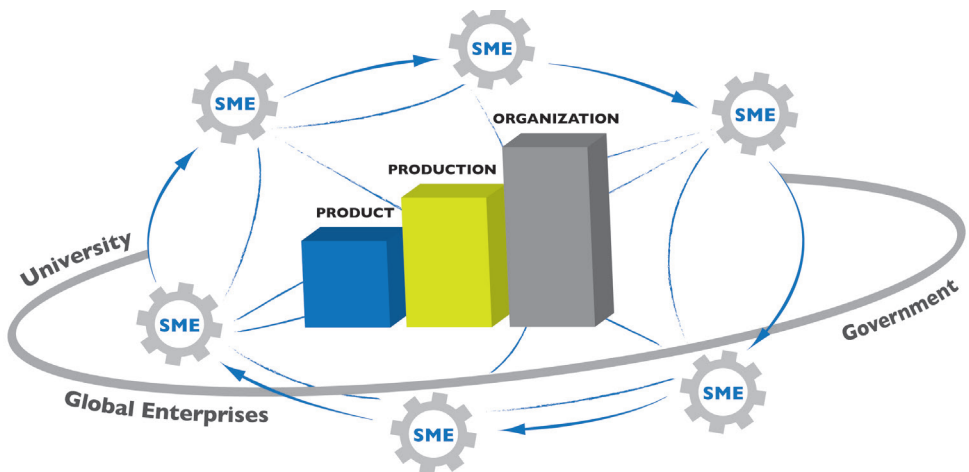 SME
SME
SME
ORGANIZATION
PRODUCTION
PRODUCT
University
SME
Government
SME
Global Enterprises
SME